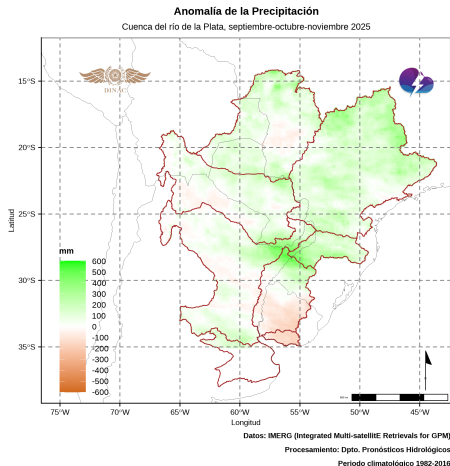 Anomalía de la Precipitación
Cuenca del río de la Plata, septiembre-octubre-noviembre 2025
DINAC
15°S
20°S
25°S
30°S
35°S
Latitud
mm
600
500
400
300
200
100
0
-100
-200
-300
-400
-500
-600
75°W
70°W
65°W
60°W
55°W
50°W
45°W
Longitud
Datos: IMERG (Integrated Multi-satellitE Retrievals for GPM)
Procesamiento: Dpto. Pronósticos Hidrológicos
Periodo climatológico 1982-2016